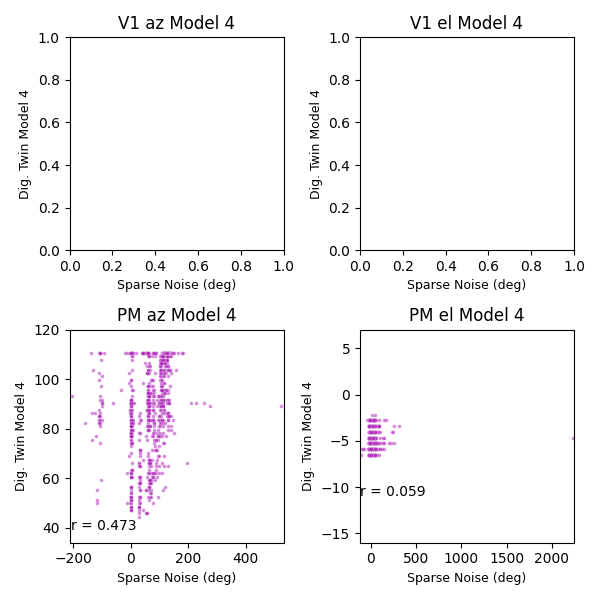 V1 az Model 4 V1 el Model 4
1.0 1.0
0.8 0.8
0.6 0.6
0.4 0.4
0.2 0.2
0.0 0.0
Dig. Twin Model 4 Dig. Twin Model 4
0.0 0.2 0.4 0.6 0.8 1.0 0.0 0.2 0.4 0.6 0.8 1.0
Sparse Noise (deg) Sparse Noise (deg)
PM az Model 4 PM el Model 4
120
100
80
60
40
Dig. Twin Model 4
r = 0.473
−200 0 200 400
Sparse Noise (deg)
5
0
−5
−10
−15
Dig. Twin Model 4
r = 0.059
0 500 1000 1500 2000
Sparse Noise (deg)